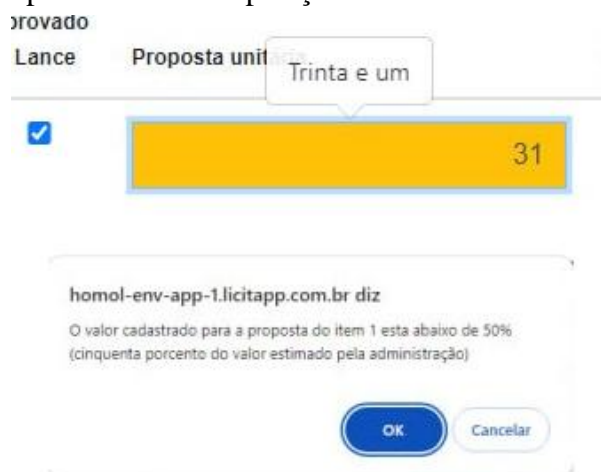 provado
Lance
Proposta unit
Trinta e um
31
homol-env-app-1.licitapp.com.br diz
O valor cadastrado para a proposta do item 1 esta abaixo de 50%
(cinquenta porcento do valor estimado pela administração)
OK
Cancelar